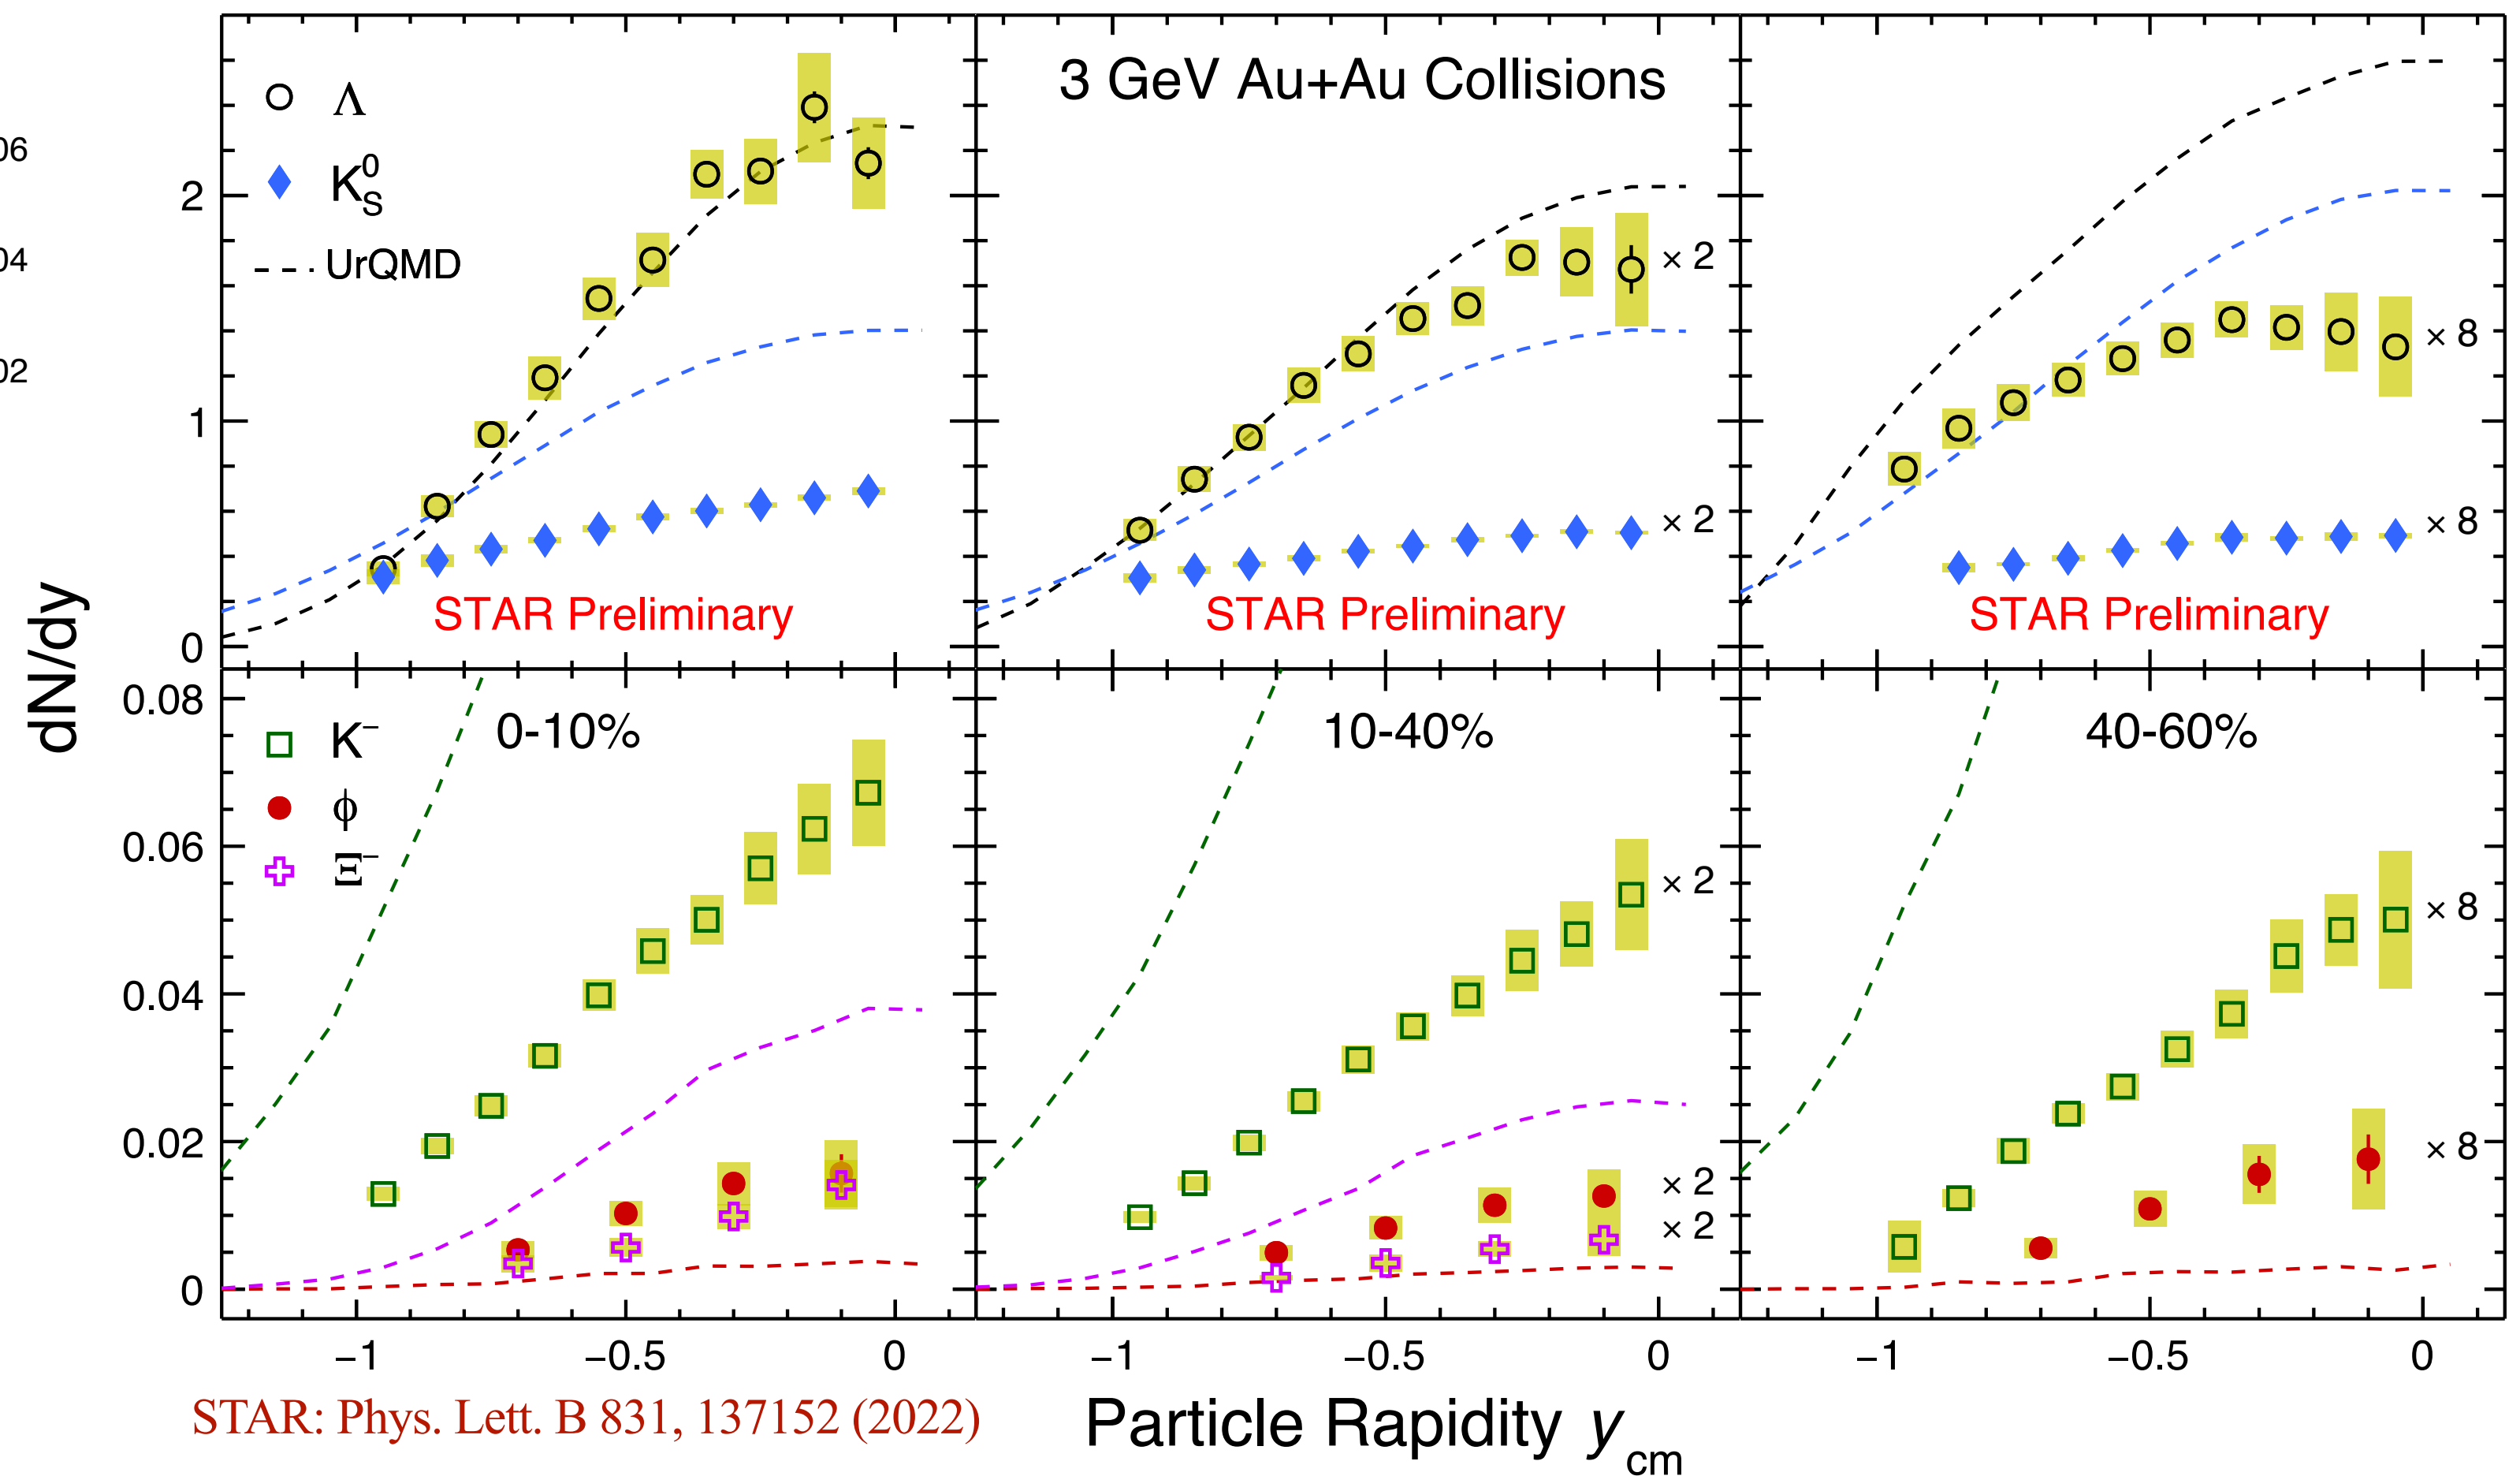 3 GeV Au+Au Collisions
Λ
K⁰S
UrQMD
06
04
02
2
1
0
× 2
× 2
× 8
× 8
STAR Preliminary
STAR Preliminary
STAR Preliminary
dN/dy
0.08
0.06
0.04
0.02
0
K⁻
ϕ
Ξ⁻
0-10%
10-40%
40-60%
× 2
× 2
× 2
× 8
× 8
−1
−0.5
0
−1
−0.5
0
−1
−0.5
0
STAR: Phys. Lett. B 831, 137152 (2022)
Particle Rapidity ycm